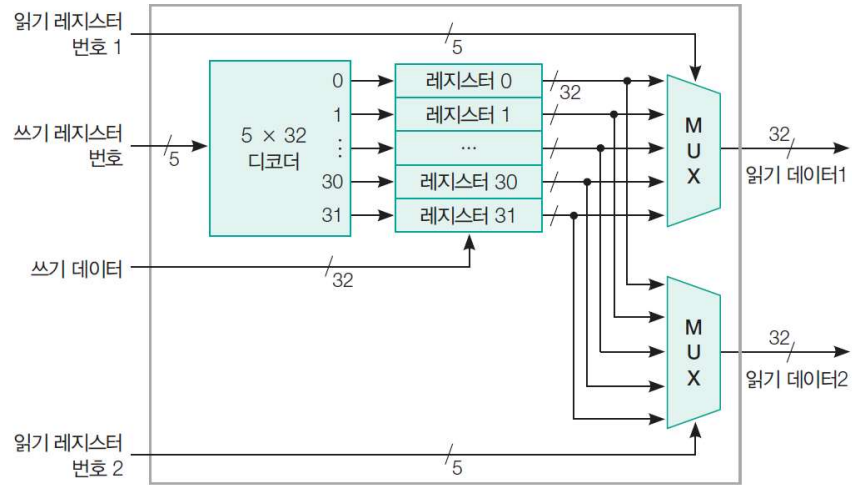 읽기 레지스터
번호 1
5
0
1
⋮
30
31
5 × 32
디코더
레지스터 0
레지스터 1
...
레지스터 30
레지스터 31
32
M
U
X
32
읽기 데이터1
쓰기 레지스터
번호
5
쓰기 데이터
32
M
U
X
32
읽기 데이터2
읽기 레지스터
번호 2
5